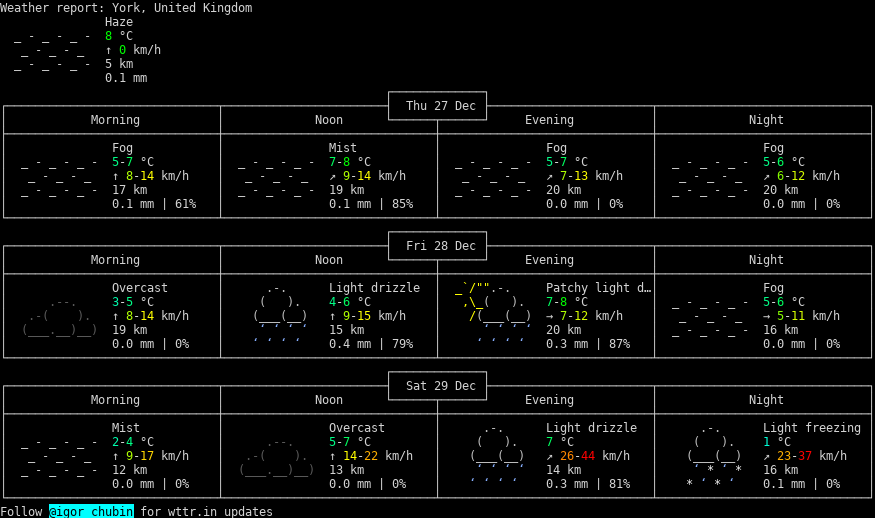 Weather report: York, United Kingdom
Haze
8 °C
↑ 0 km/h
5 km
0.1 mm
Thu 27 Dec
Morning Noon Evening Night
Fog Mist Fog Fog
5-7 °C 7-8 °C 5-7 °C 5-6 °C
↑ 8-14 km/h ↗ 9-14 km/h ↗ 7-13 km/h ↗ 6-12 km/h
17 km 19 km 20 km 20 km
0.1 mm | 61% 0.1 mm | 85% 0.0 mm | 0% 0.0 mm | 0%
Fri 28 Dec
Morning Noon Evening Night
Overcast Light drizzle Patchy light d… Fog
3-5 °C 4-6 °C 7-8 °C 5-6 °C
↑ 8-14 km/h ↑ 9-15 km/h → 7-12 km/h → 5-11 km/h
19 km 15 km 20 km 16 km
0.0 mm | 0% 0.4 mm | 79% 0.3 mm | 87% 0.0 mm | 0%
Sat 29 Dec
Morning Noon Evening Night
Mist Overcast Light drizzle Light freezing
2-4 °C 5-7 °C 7 °C 1 °C
↑ 9-17 km/h ↑ 14-22 km/h ↗ 26-44 km/h ↗ 23-37 km/h
12 km 13 km 14 km 16 km
0.0 mm | 0% 0.0 mm | 0% 0.3 mm | 81% 0.1 mm | 0%
Follow @igor_chubin for wttr.in updates